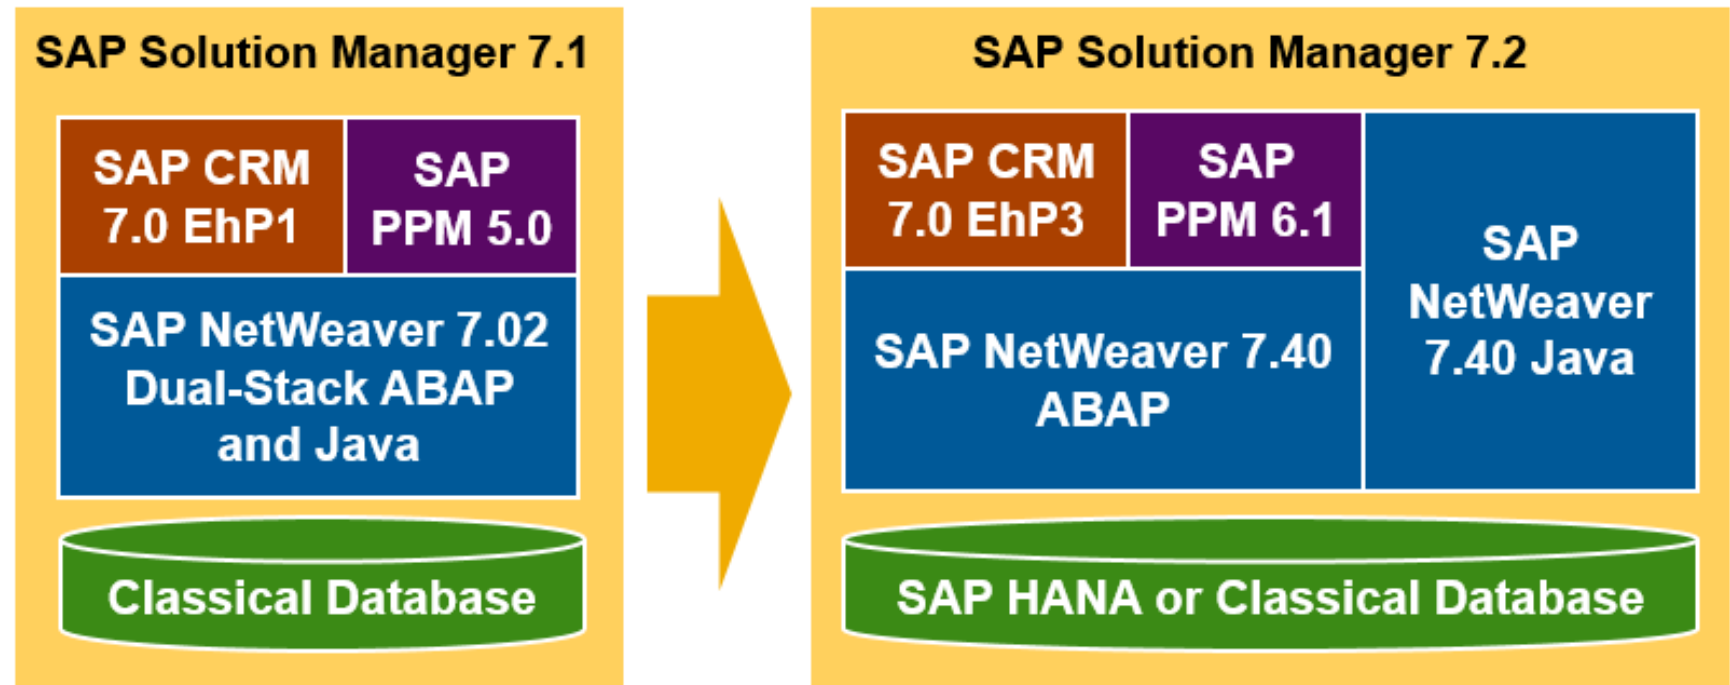 SAP Solution Manager 7.1
SAP CRM
7.0 EhP1
SAP
PPM 5.0
SAP NetWeaver 7.02
Dual-Stack ABAP
and Java
Classical Database
SAP Solution Manager 7.2
SAP CRM
7.0 EhP3
SAP
PPM 6.1
SAP
NetWeaver
7.40 Java
SAP NetWeaver 7.40
ABAP
SAP HANA or Classical Database